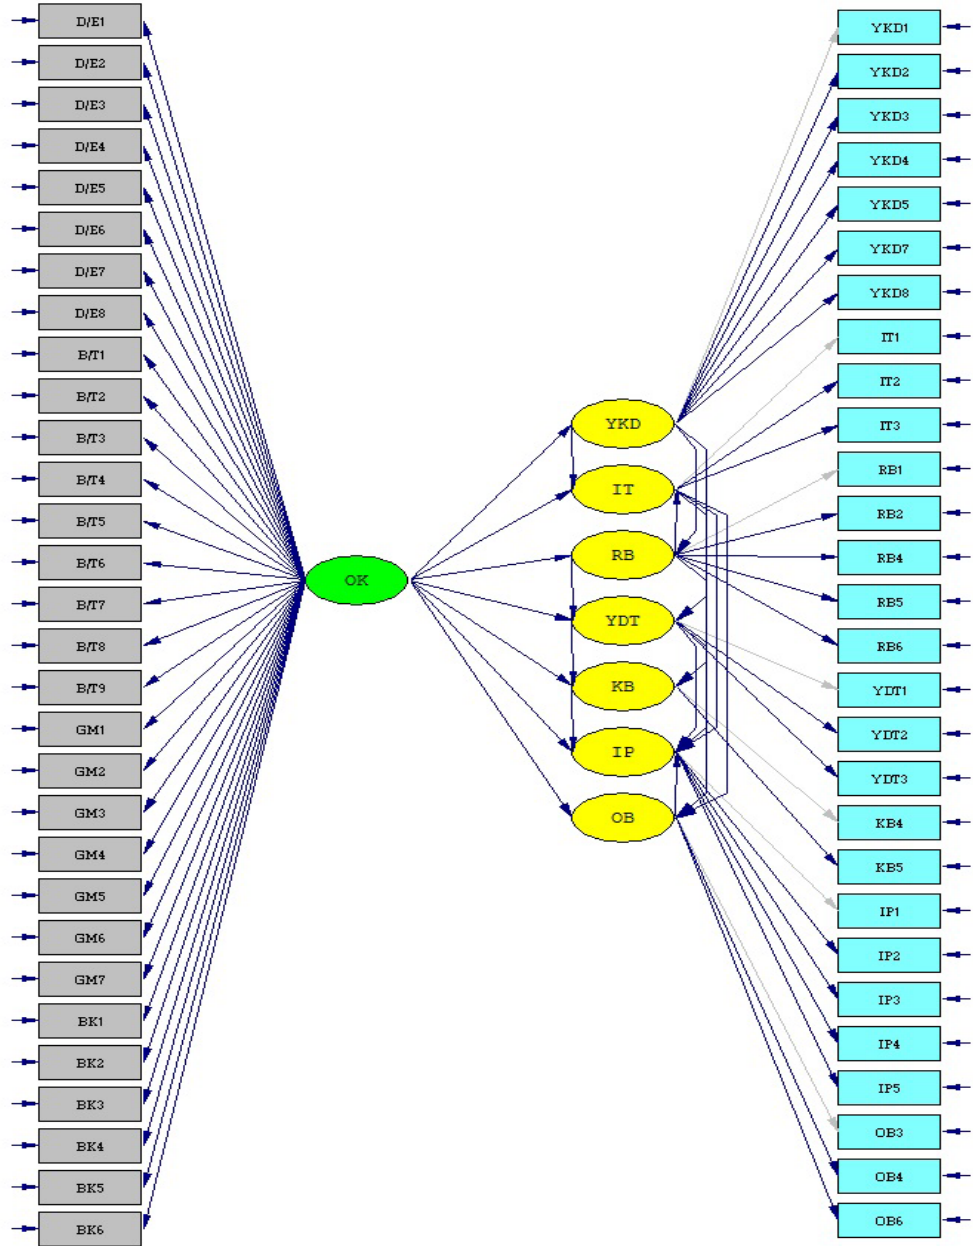 D/E1
D/E2
D/E3
D/E4
D/E5
D/E6
D/E7
D/E8
B/T1
B/T2
B/T3
B/T4
B/T5
B/T6
B/T7
B/T8
B/T9
GM1
GM2
GM3
GM4
GM5
GM6
GM7
BK1
BK2
BK3
BK4
BK5
BK6
OK
YKD
IT
RB
YDT
KB
IP
OB
YKD1
YKD2
YKD3
YKD4
YKD5
YKD7
YKD8
IT1
IT2
IT3
RB1
RB2
RB4
RB5
RB6
YDT1
YDT2
YDT3
KB4
KB5
IP1
IP2
IP3
IP4
IP5
OB3
OB4
OB6